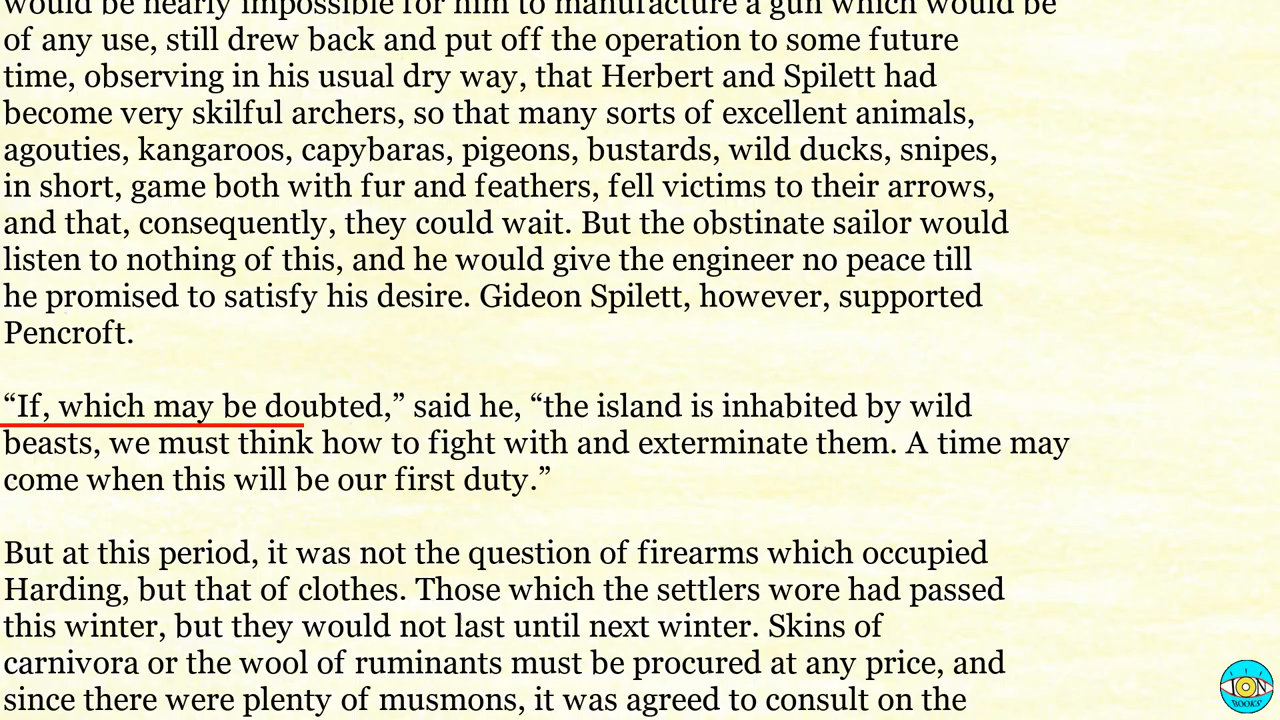 would be nearly impossible for him to manufacture a gun which would be
of any use, still drew back and put off the operation to some future
time, observing in his usual dry way, that Herbert and Spilett had
become very skilful archers, so that many sorts of excellent animals,
agouties, kangaroos, capybaras, pigeons, bustards, wild ducks, snipes,
in short, game both with fur and feathers, fell victims to their arrows,
and that, consequently, they could wait. But the obstinate sailor would
listen to nothing of this, and he would give the engineer no peace till
he promised to satisfy his desire. Gideon Spilett, however, supported
Pencroft.
“If, which may be doubted,” said he, “the island is inhabited by wild
beasts, we must think how to fight with and exterminate them. A time may
come when this will be our first duty.”
But at this period, it was not the question of firearms which occupied
Harding, but that of clothes. Those which the settlers wore had passed
this winter, but they would not last until next winter. Skins of
carnivora or the wool of ruminants must be procured at any price, and
since there were plenty of musmons, it was agreed to consult on the
ION
BOOKS